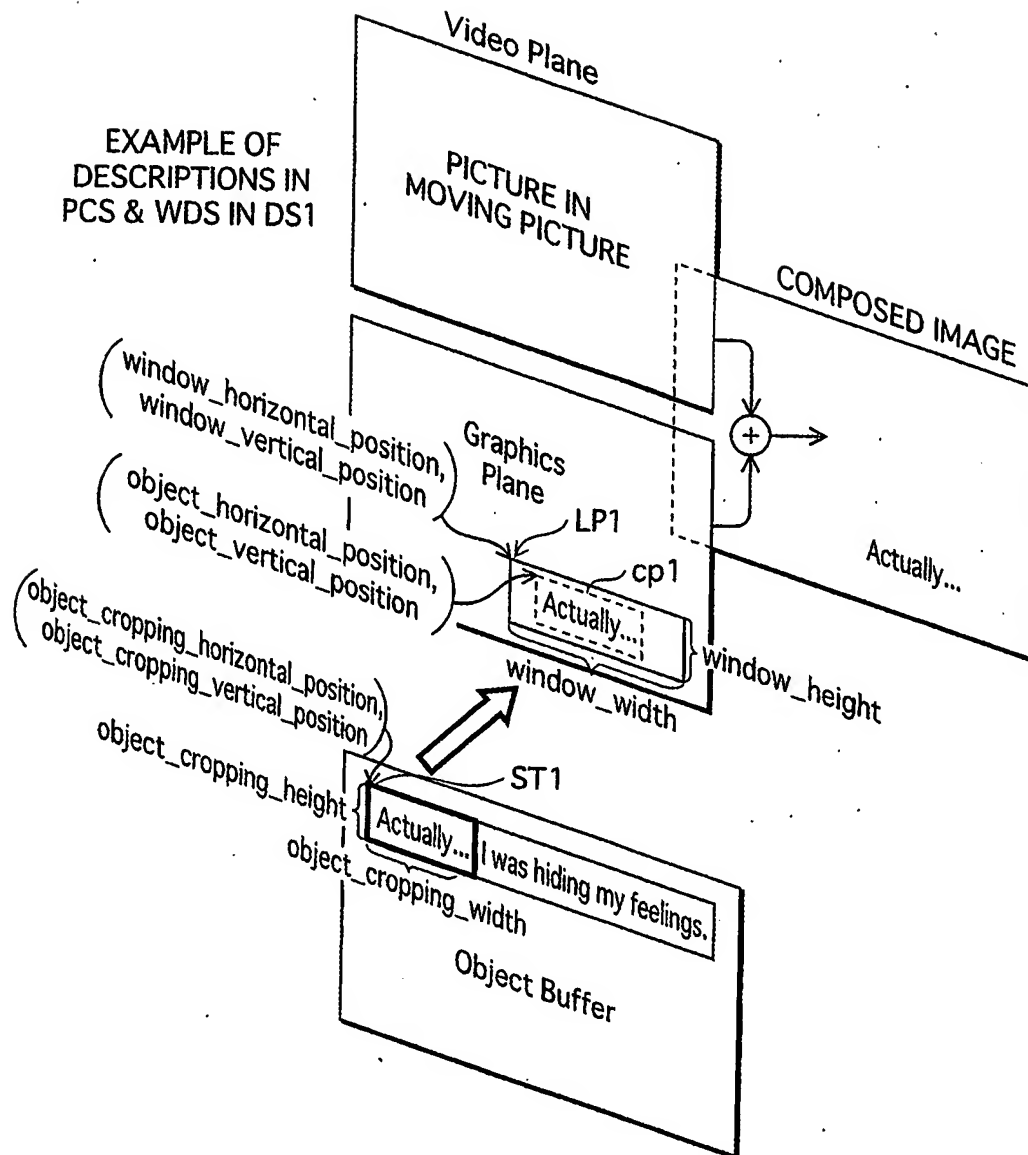 Video Plane
EXAMPLE OF
DESCRIPTIONS IN
PCS & WDS IN DS1
PICTURE IN
MOVING PICTURE
COMPOSED IMAGE
(window_horizontal_position,
window_vertical_position)
Graphics
Plane
(object_horizontal_position,
object_vertical_position)
LP1
cp1
Actually...
Actually...
+
window_height
window_width
(object_cropping_horizontal_position,
object_cropping_vertical_position)
object_cropping_height
ST1
Actually... I was hiding my feelings.
object_cropping_width
Object Buffer